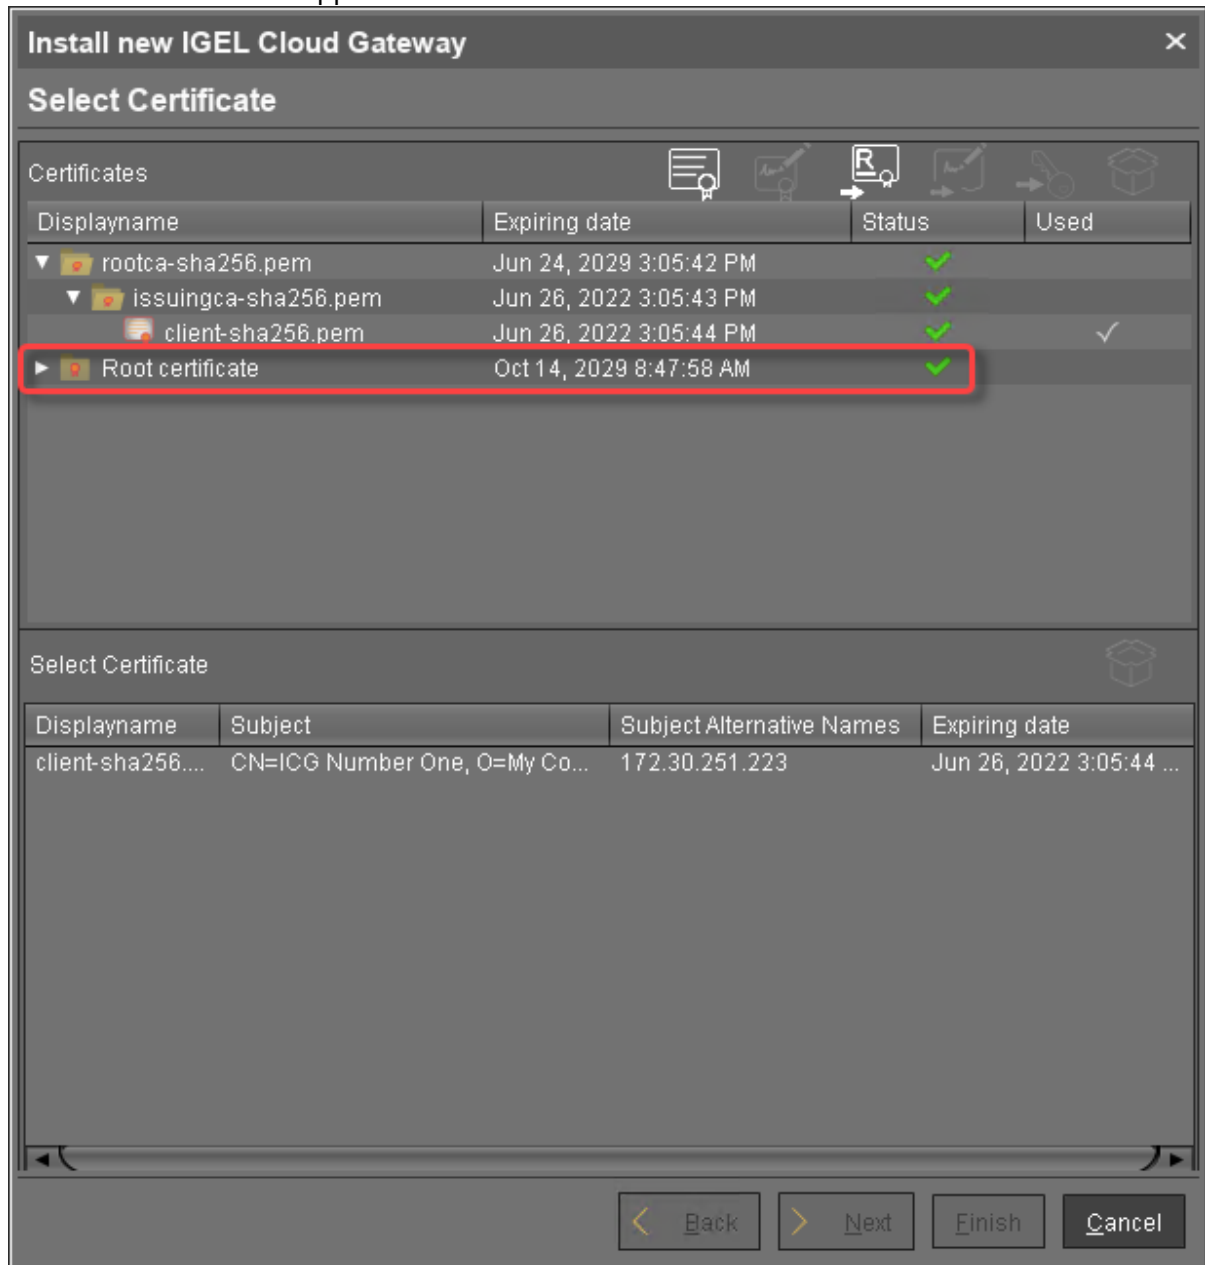 Install new IGEL Cloud Gateway
Select Certificate
Certificates
Displayname Expiring date Status Used
rootca-sha256.pem Jun 24, 2029 3:05:42 PM
issuingca-sha256.pem Jun 26, 2022 3:05:43 PM
client-sha256.pem Jun 26, 2022 3:05:44 PM
Root certificate Oct 14, 2029 8:47:58 AM
Select Certificate
Displayname Subject Subject Alternative Names Expiring date
client-sha256.... CN=ICG Number One, O=My Co... 172.30.251.223 Jun 26, 2022 3:05:44 ...
Back Next Finish Cancel